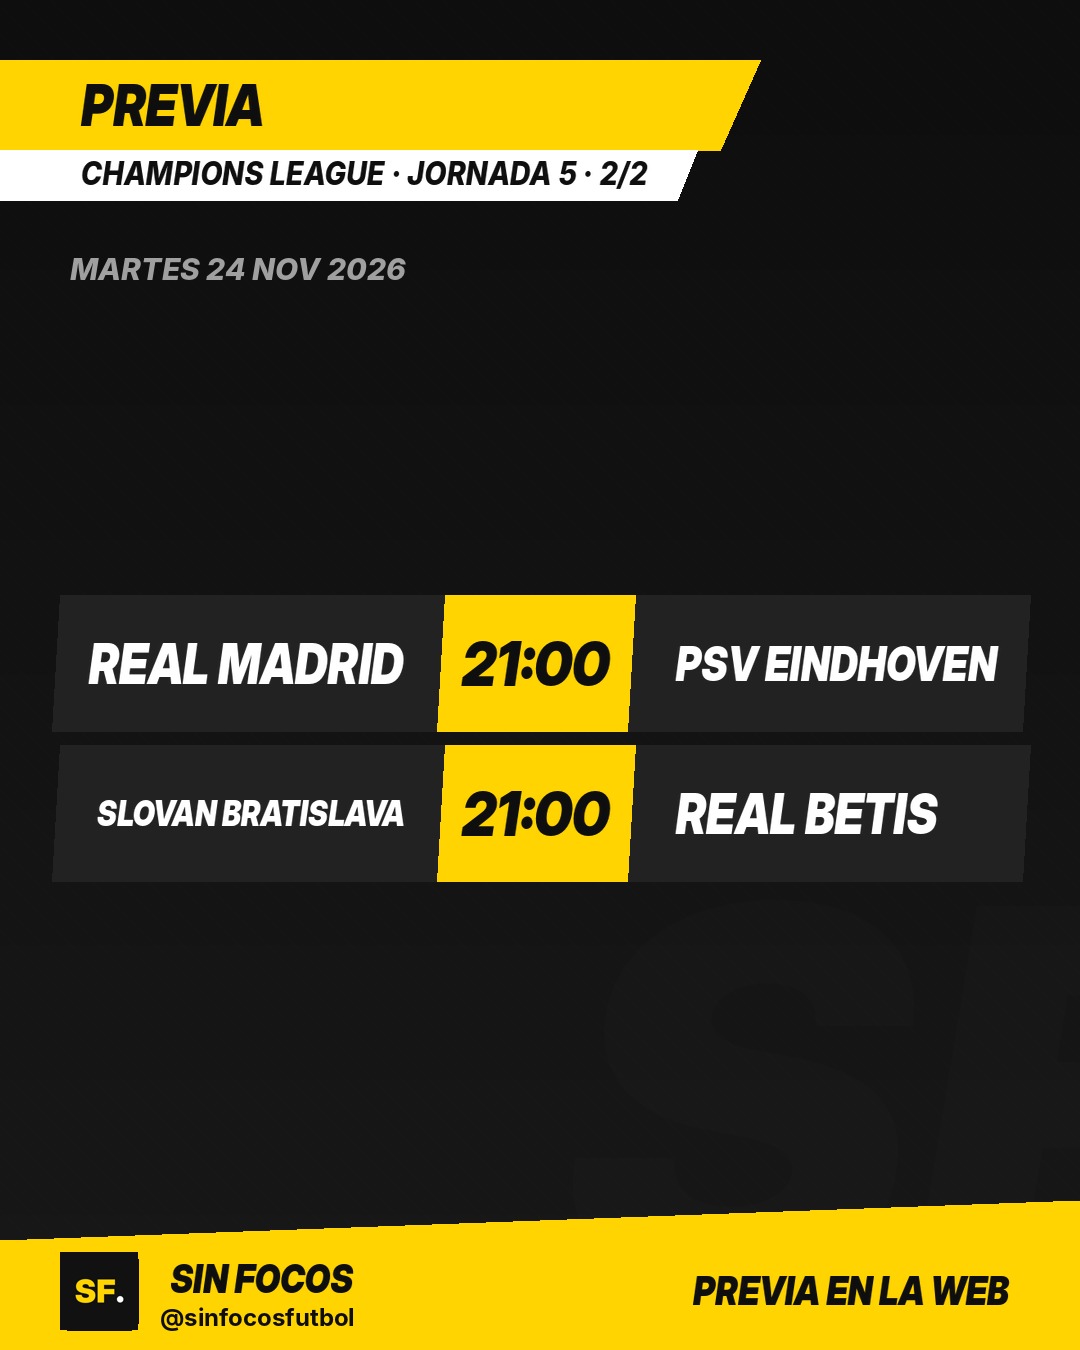 PREVIA
CHAMPIONS LEAGUE · JORNADA 5 · 2/2
MARTES 24 NOV 2026
REAL MADRID 21:00 PSV EINDHOVEN
SLOVAN BRATISLAVA 21:00 REAL BETIS
SF
SF. SIN FOCOS
@sinfocosfutbol
PREVIA EN LA WEB